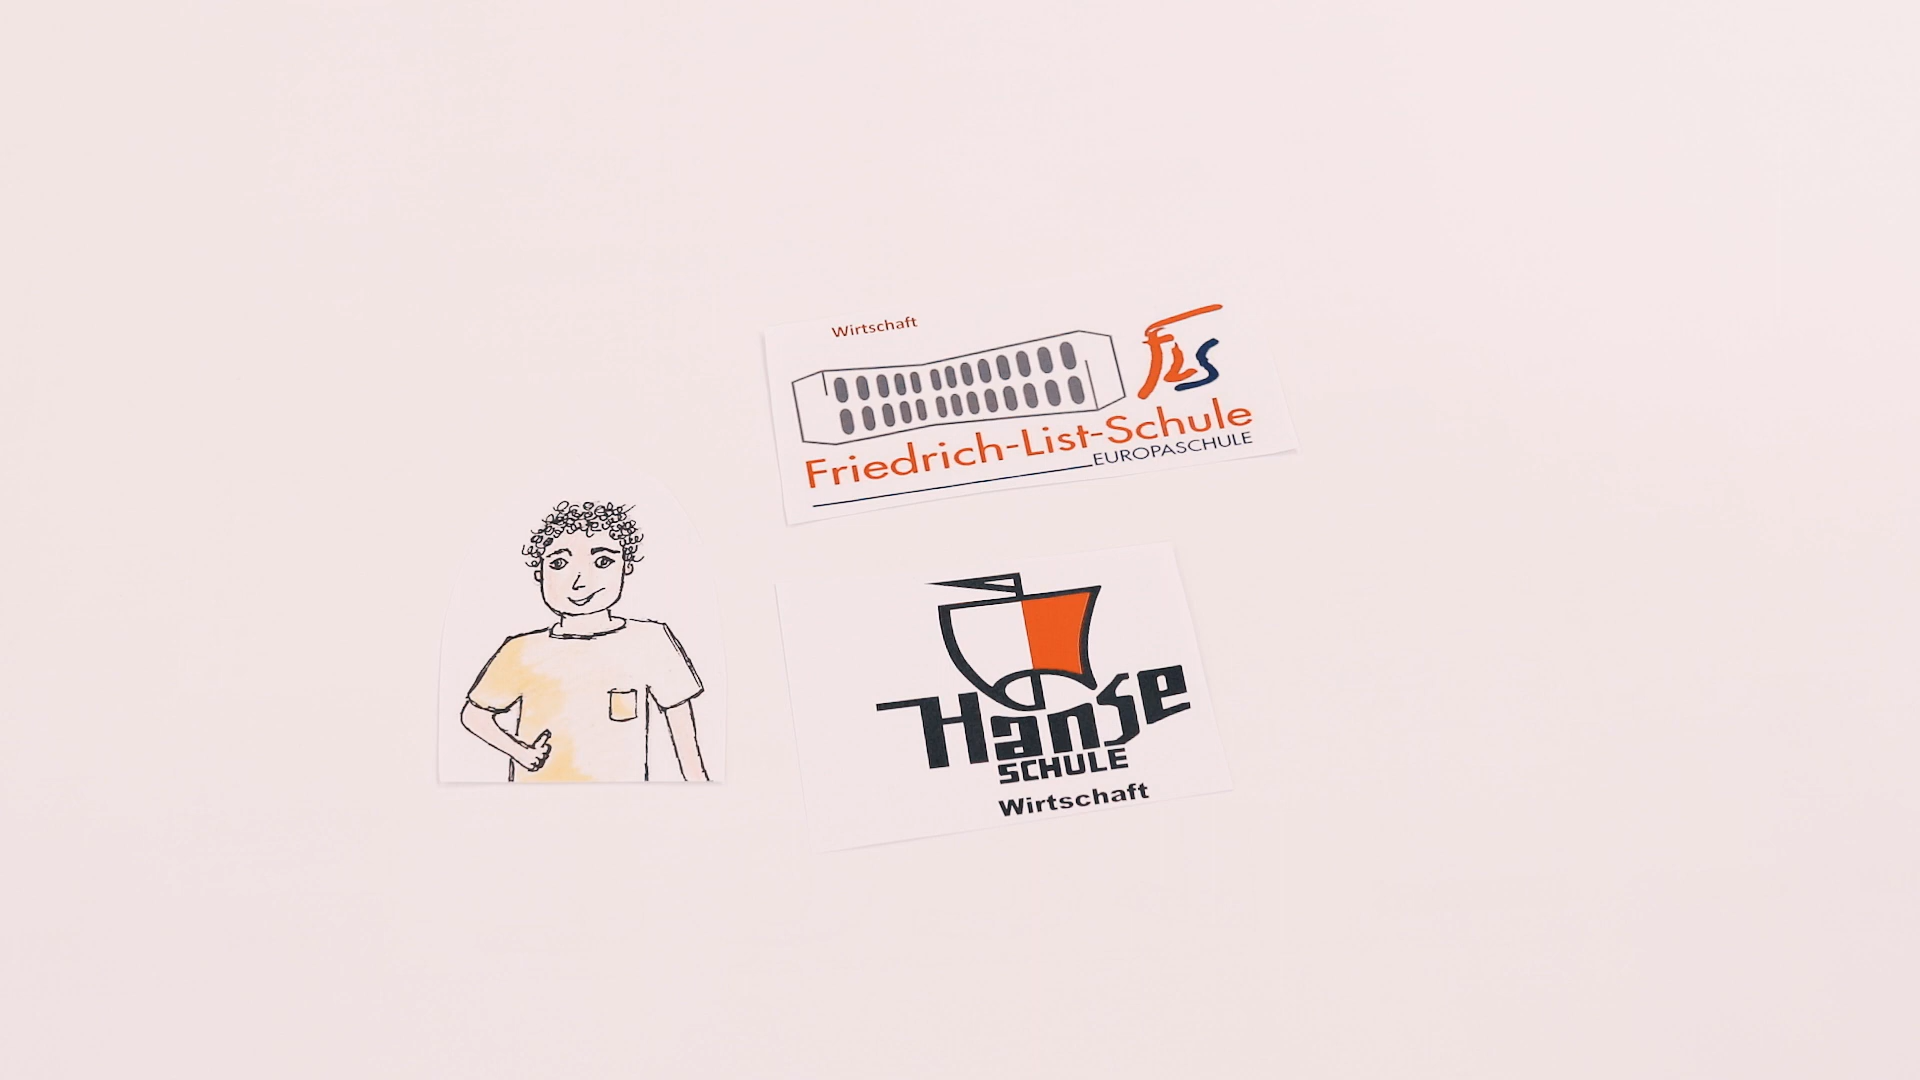 Wirtschaft
FLS
Friedrich-List-Schule
EUROPASCHULE
Hanse
SCHULE
Wirtschaft